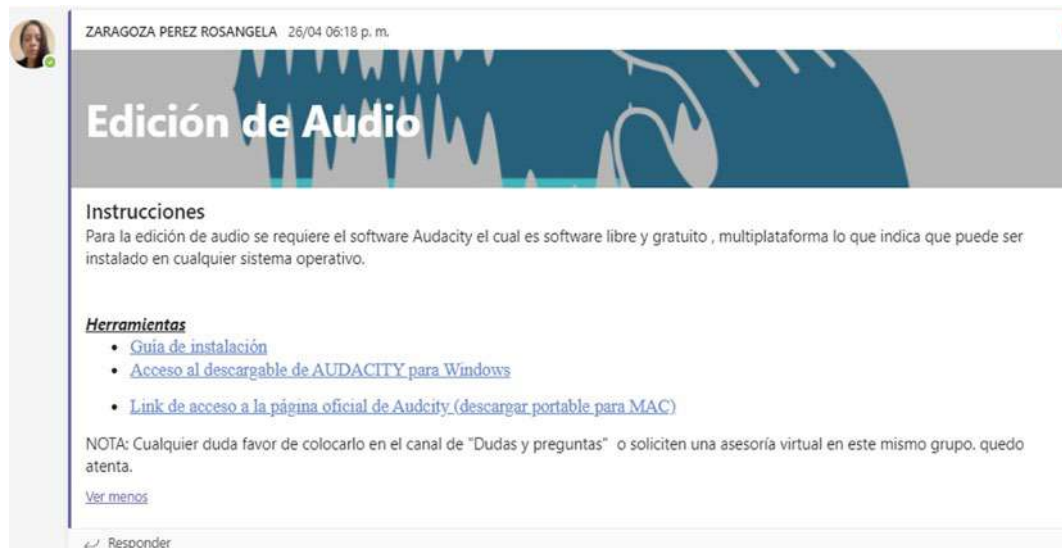 ZARAGOZA PEREZ ROSANGELA 26/04 06:18 p. m.
Edición de Audio
Instrucciones
Para la edición de audio se requiere el software Audacity el cual es software libre y gratuito , multiplataforma lo que indica que puede ser
instalado en cualquier sistema operativo.
Herramientas
• Guía de instalación
• Acceso al descargable de AUDACITY para Windows
• Link de acceso a la página oficial de Audcity (descargar portable para MAC)
NOTA: Cualquier duda favor de colocarlo en el canal de "Dudas y preguntas" o soliciten una asesoría virtual en este mismo grupo. quedo
atenta.
Ver menos
Responder